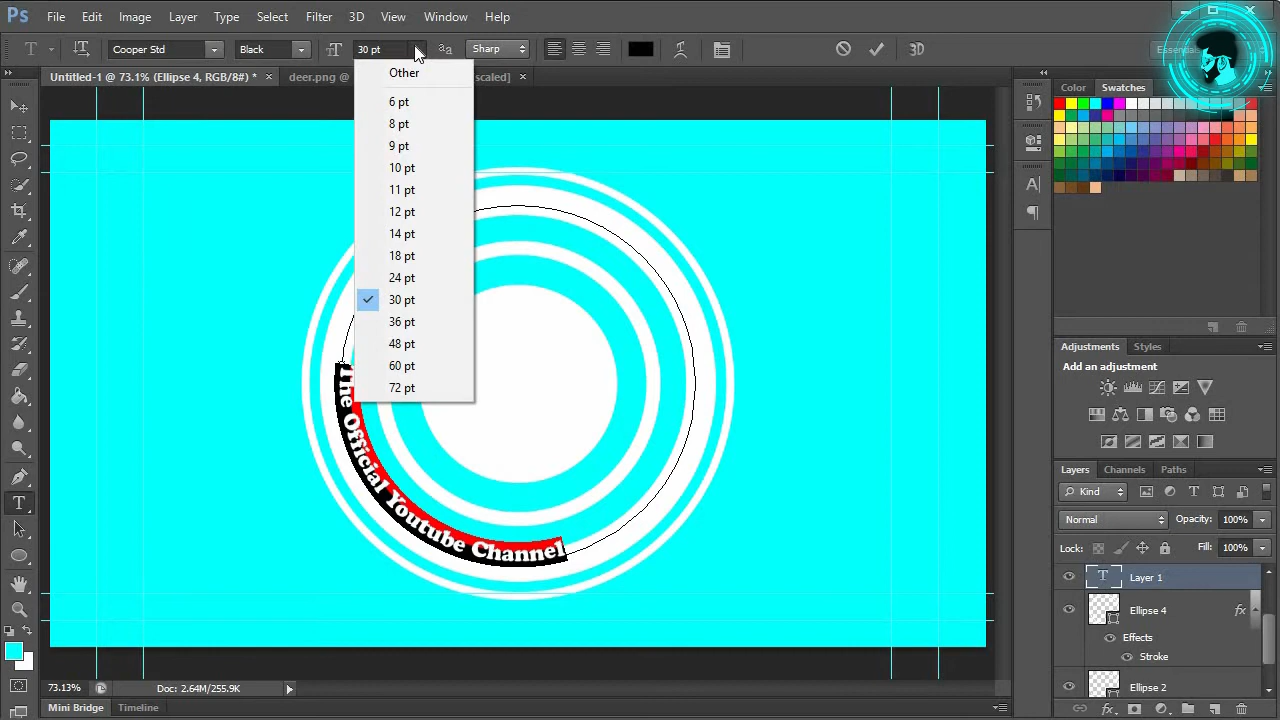 Ps File Edit Image Layer Type Select Filter 3D View Window Help
T Cooper Std Black 30 pt aa Sharp 3D
Untitled-1 @ 73.1% (Ellipse 4, RGB/8#) * × deer.png @ scaled] ×
Other
6 pt
8 pt
9 pt
10 pt
11 pt
12 pt
14 pt
18 pt
24 pt
30 pt
36 pt
48 pt
60 pt
72 pt
The Official Youtube Channel
Color Swatches
Adjustments Styles
Add an adjustment
Layers Channels Paths
Kind
Normal Opacity: 100%
Lock: Fill: 100%
T Layer 1
Ellipse 4 fx
Effects
Stroke
Ellipse 2
73.13% Doc: 2.64M/255.9K
Mini Bridge Timeline